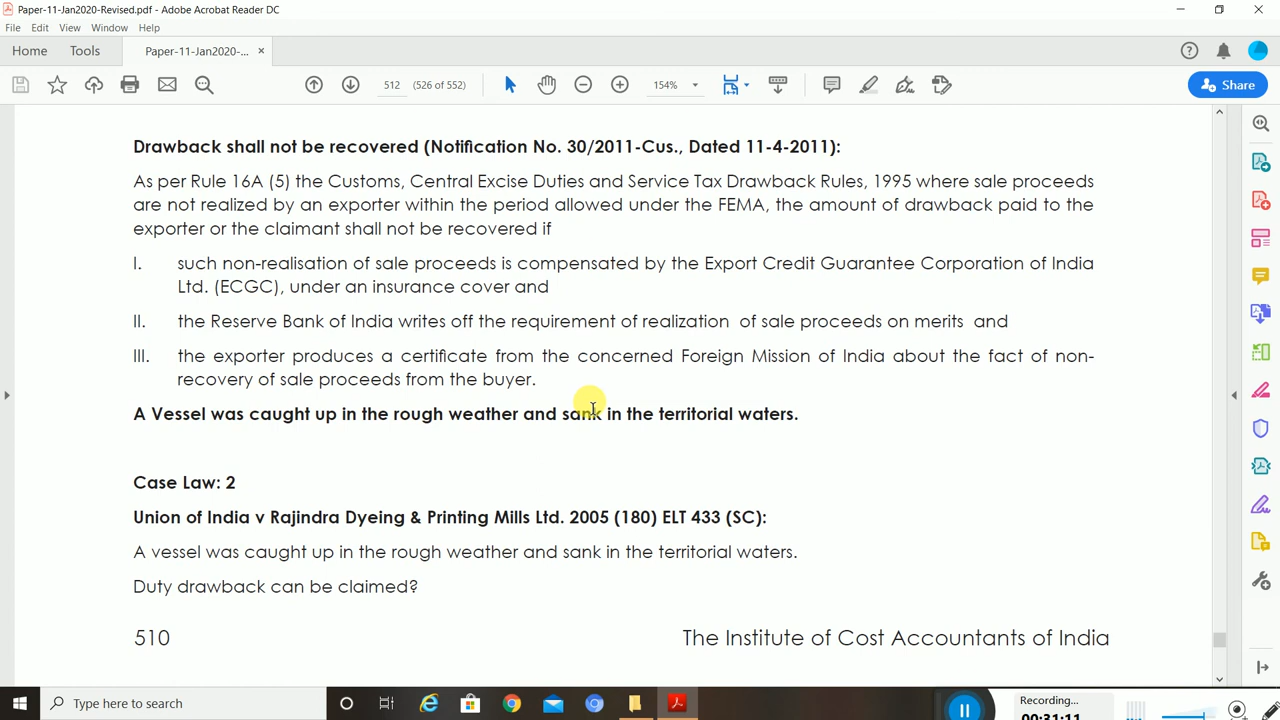 Paper-11-Jan2020-Revised.pdf - Adobe Acrobat Reader DC
File Edit View Window Help
Home Tools Paper-11-Jan2020-... ×
512 (526 of 552) 154% Share
Drawback shall not be recovered (Notification No. 30/2011-Cus., Dated 11-4-2011):
As per Rule 16A (5) the Customs, Central Excise Duties and Service Tax Drawback Rules, 1995 where sale proceeds
are not realized by an exporter within the period allowed under the FEMA, the amount of drawback paid to the
exporter or the claimant shall not be recovered if
I. such non-realisation of sale proceeds is compensated by the Export Credit Guarantee Corporation of India
Ltd. (ECGC), under an insurance cover and
II. the Reserve Bank of India writes off the requirement of realization of sale proceeds on merits and
III. the exporter produces a certificate from the concerned Foreign Mission of India about the fact of non-
recovery of sale proceeds from the buyer.
A Vessel was caught up in the rough weather and sank in the territorial waters.
Case Law: 2
Union of India v Rajindra Dyeing & Printing Mills Ltd. 2005 (180) ELT 433 (SC):
A vessel was caught up in the rough weather and sank in the territorial waters.
Duty drawback can be claimed?
510 The Institute of Cost Accountants of India
Type here to search
Recording...
00:31:11